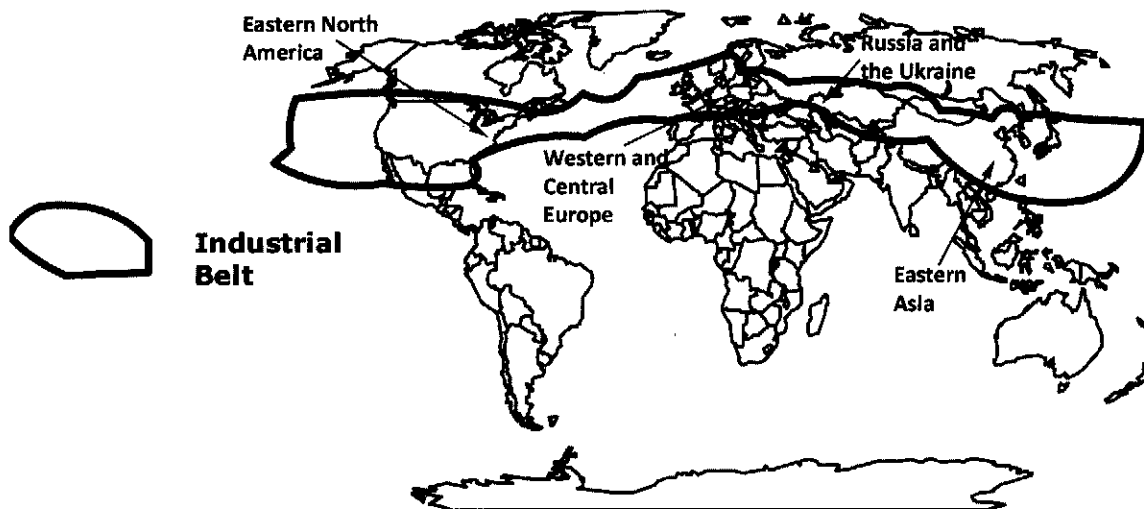 Eastern North
America
Russia and
the Ukraine
Western and
Central
Europe
Industrial
Belt
Eastern
Asia